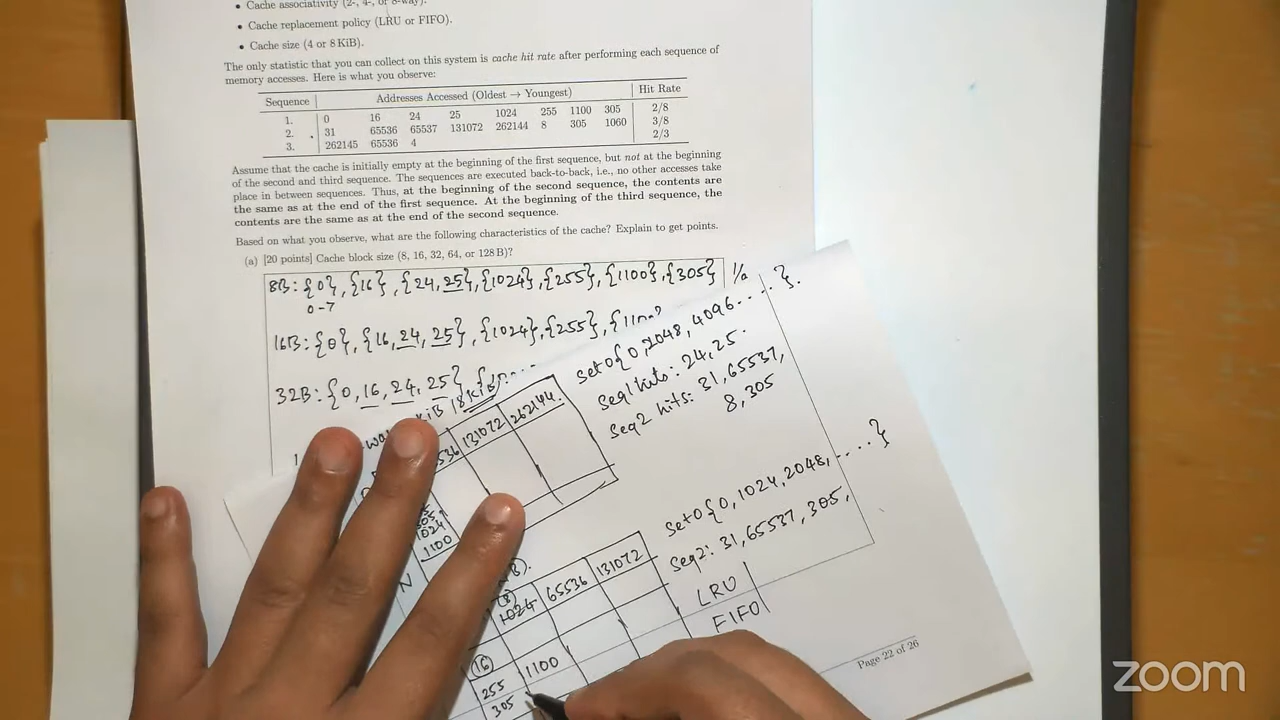 • Cache associativity (2-, 4-, or 8-way).
• Cache replacement policy (LRU or FIFO).
• Cache size (4 or 8 KiB).
The only statistic that you can collect on this system is cache hit rate after performing each sequence of
memory accesses. Here is what you observe:
Sequence Addresses Accessed (Oldest → Youngest) Hit Rate
1. 0 16 24 25 1024 255 1100 305 2/8
2. 31 65536 65537 131072 262144 8 305 1060 3/8
3. 262145 65536 4 2/3
Assume that the cache is initially empty at the beginning of the first sequence, but not at the beginning
of the second and third sequence. The sequences are executed back-to-back, i.e., no other accesses take
place in between sequences. Thus, at the beginning of the second sequence, the contents are
the same as at the end of the first sequence. At the beginning of the third sequence, the
contents are the same as at the end of the second sequence.
Based on what you observe, what are the following characteristics of the cache? Explain to get points.
(a) [20 points] Cache block size (8, 16, 32, 64, or 128 B)?
8B: {0}, {16}, {24, 25}, {1024}, {255}, {1100}, {305}
0-7
16B: {0}, {16, 24, 25}, {1024}, {255},
32B: {0, 16, 24, 25}
set 0 {0, 2048, 4096.....}.
Seq1 hits: 24, 25.
Seq2 hits: 31, 65537,
8, 305
131072 262144
1024
1100
set 0 {0, 1024, 2048, ....}
Seq2: 31, 65537, 305,
LRU
FIFO
(8)
1024 65536 131072
(16)
255 1100
305
Page 22 of 26
zoom